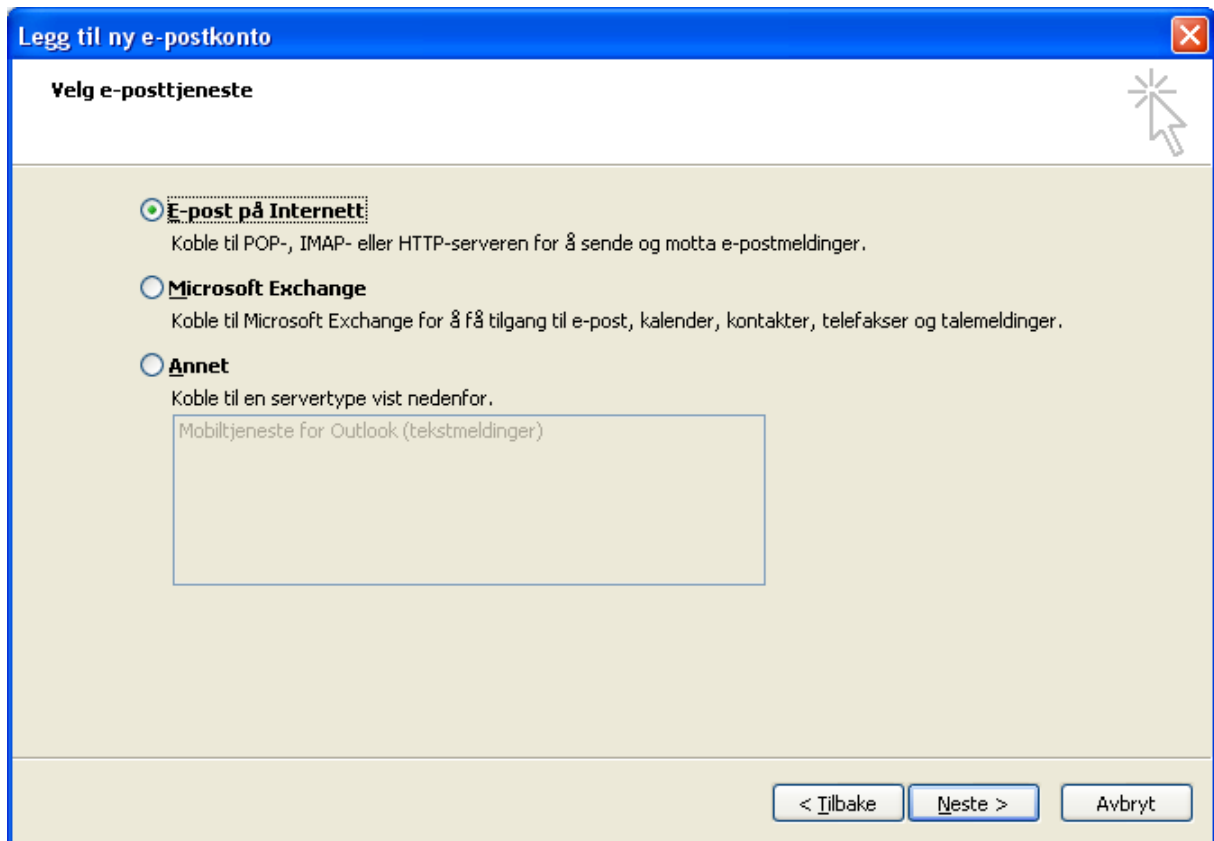 Legg til ny e-postkonto
Velg e-posttjeneste
E-post på Internett
Koble til POP-, IMAP- eller HTTP-serveren for å sende og motta e-postmeldinger.
Microsoft Exchange
Koble til Microsoft Exchange for å få tilgang til e-post, kalender, kontakter, telefakser og talemeldinger.
Annet
Koble til en servertype vist nedenfor.
Mobiltjeneste for Outlook (tekstmeldinger)
< Tilbake Neste > Avbryt